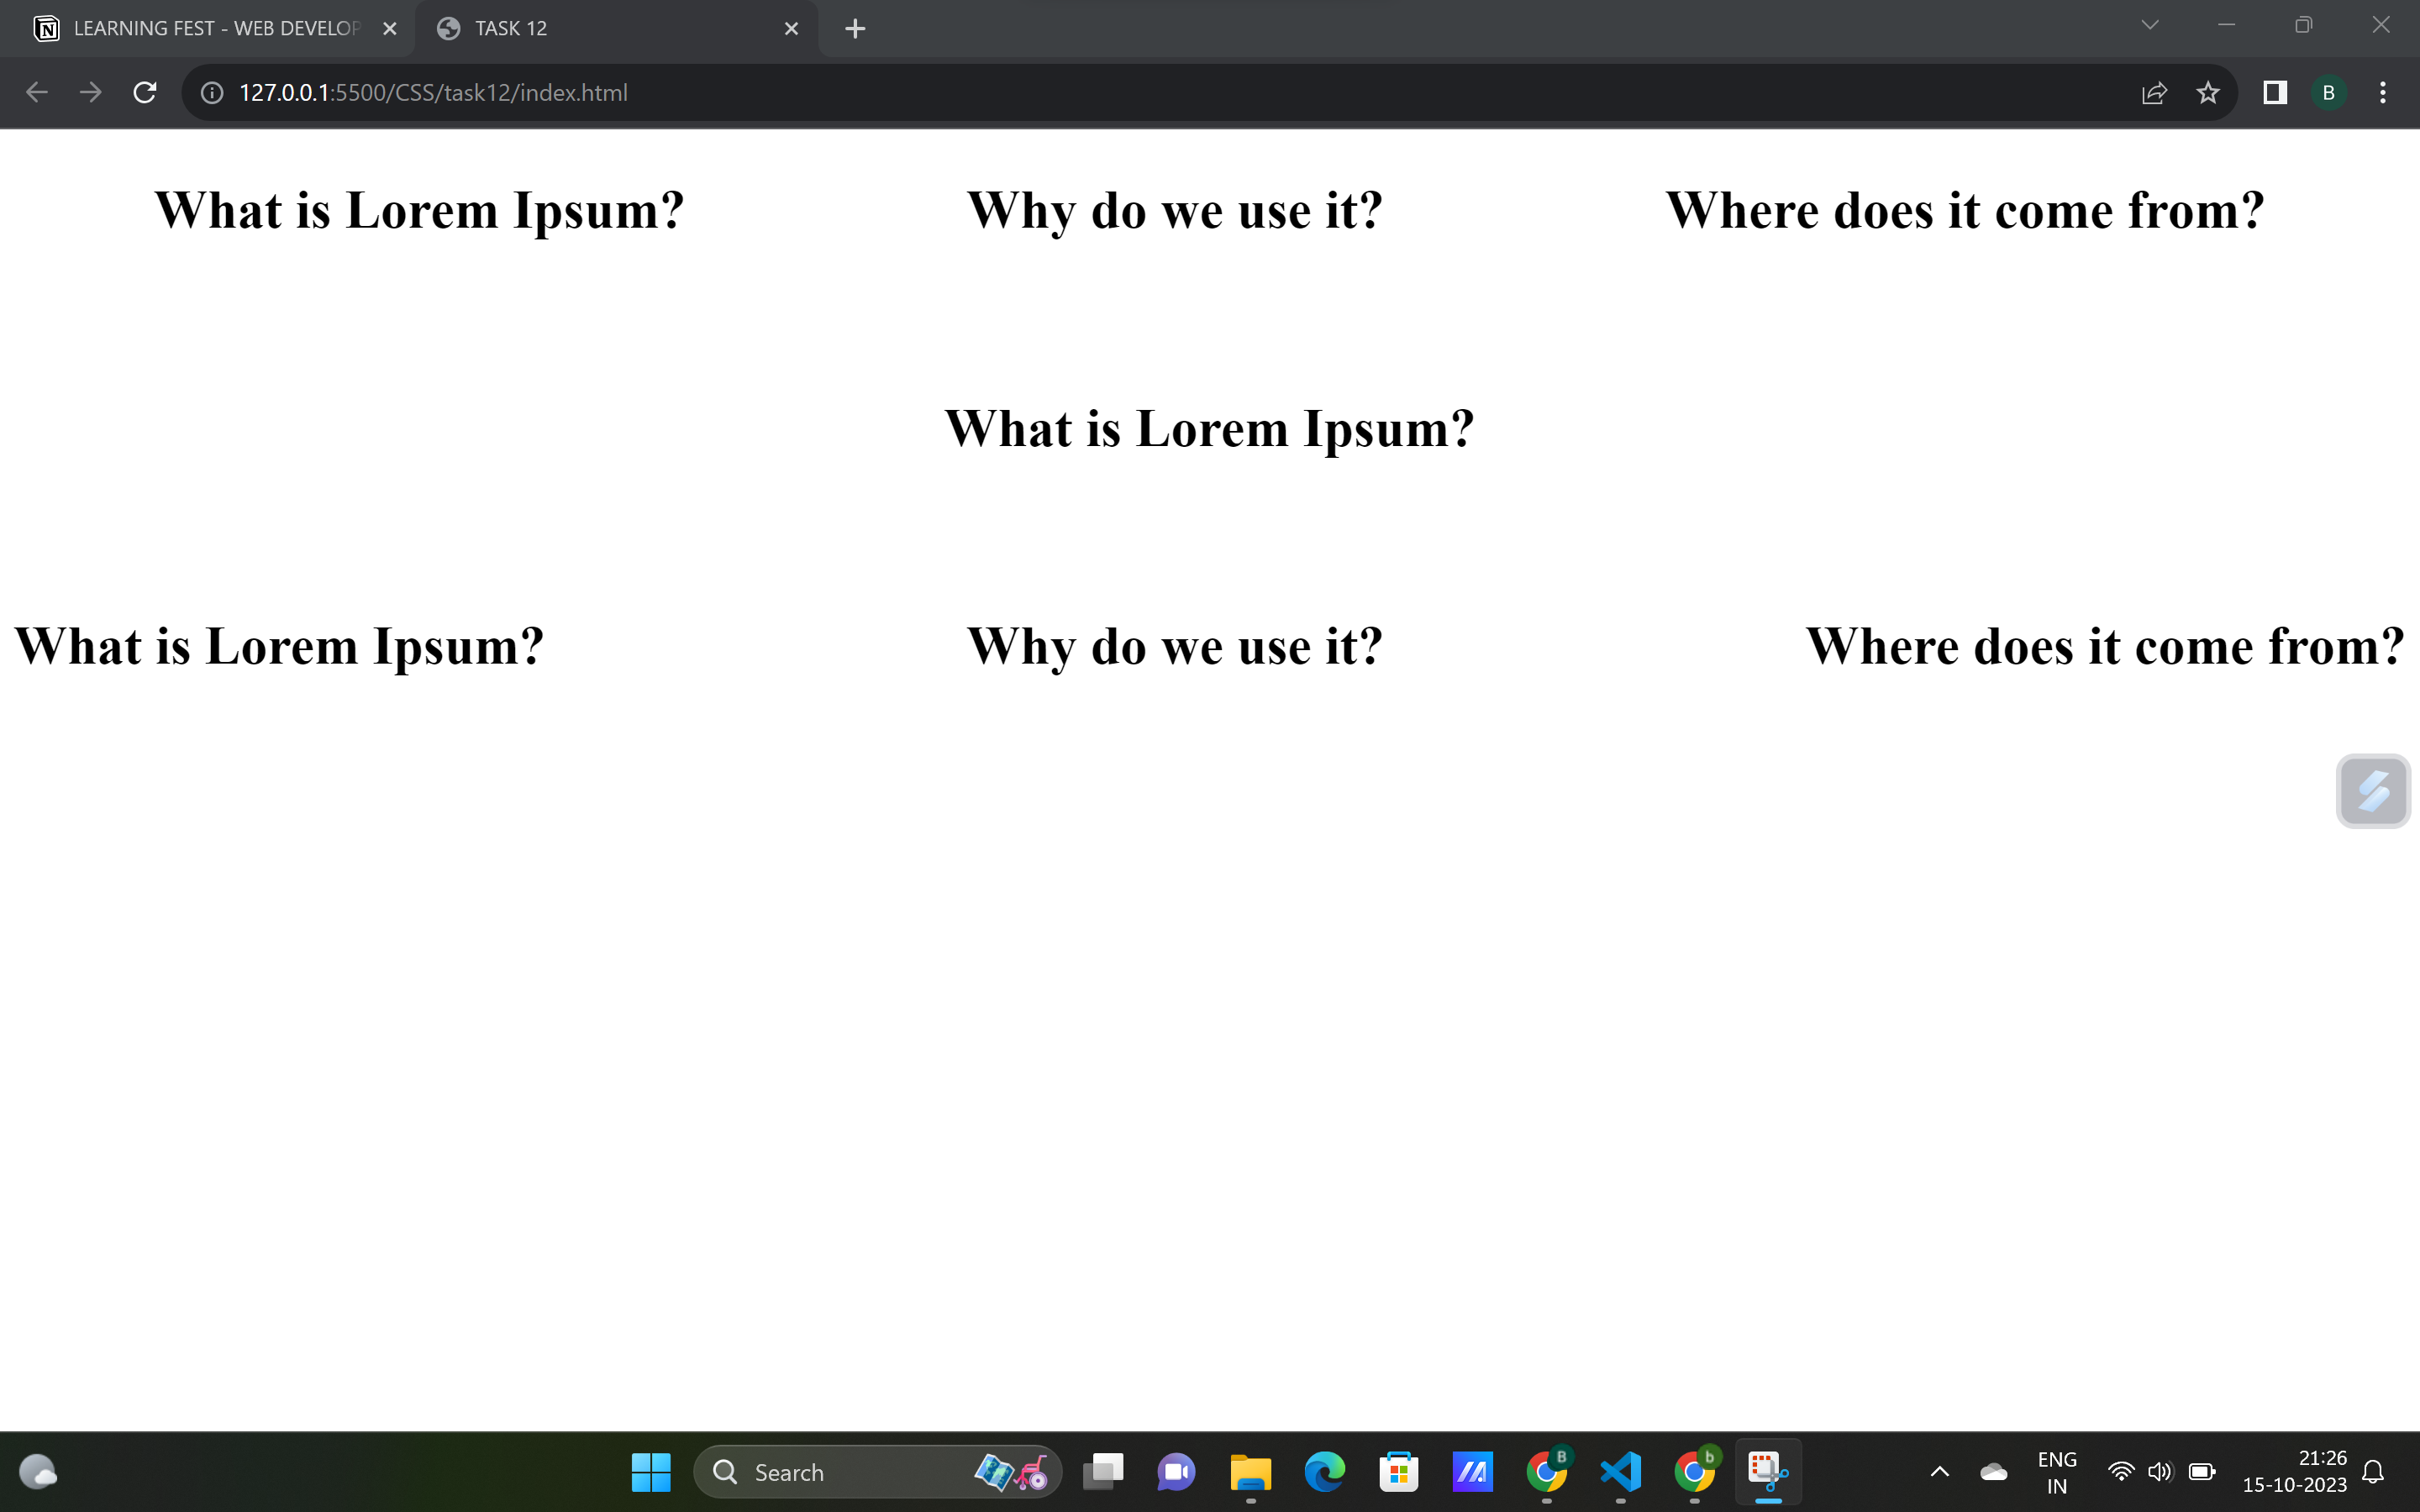 LEARNING FEST - WEB DEVELOP
TASK 12
127.0.0.1:5500/CSS/task12/index.html
B
What is Lorem Ipsum? Why do we use it? Where does it come from?
What is Lorem Ipsum?
What is Lorem Ipsum? Why do we use it? Where does it come from?
Search
B
b
ENG
IN
21:26
15-10-2023